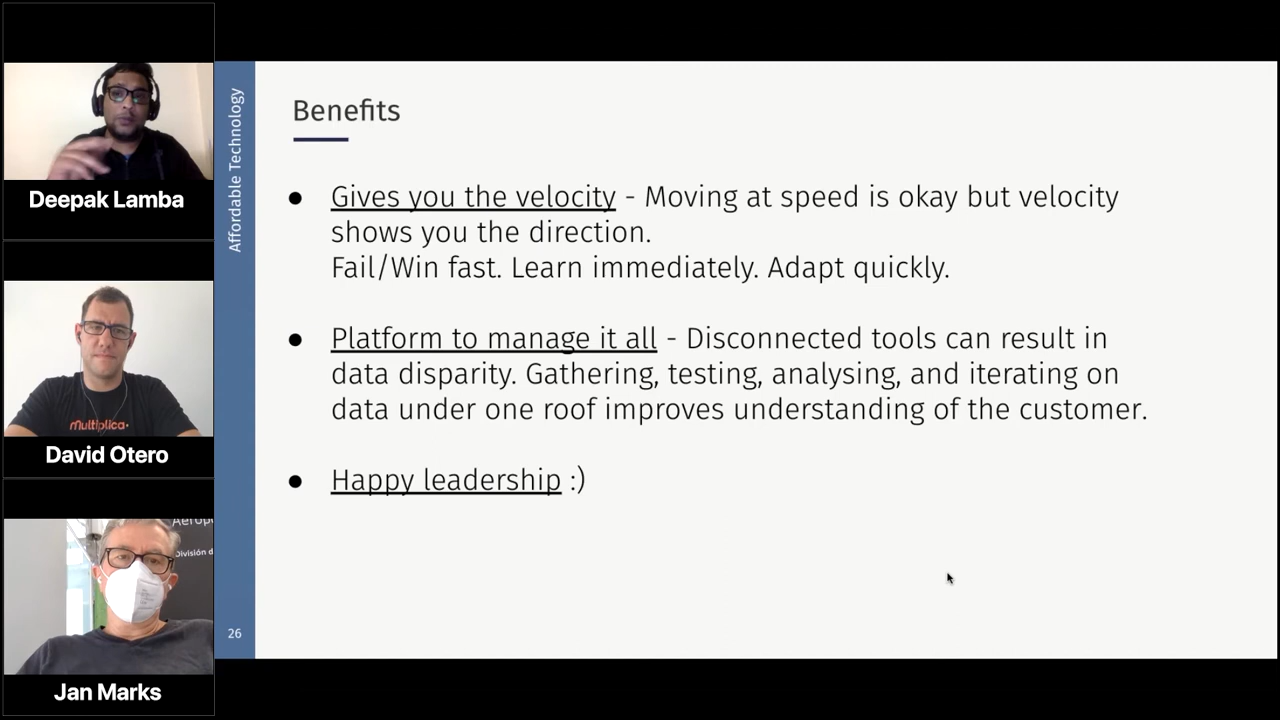 Deepak Lamba
David Otero
Jan Marks
Multiplica
División d
Affordable Technology
26
Benefits
● Gives you the velocity - Moving at speed is okay but velocity
shows you the direction.
Fail/Win fast. Learn immediately. Adapt quickly.
● Platform to manage it all - Disconnected tools can result in
data disparity. Gathering, testing, analysing, and iterating on
data under one roof improves understanding of the customer.
● Happy leadership :)